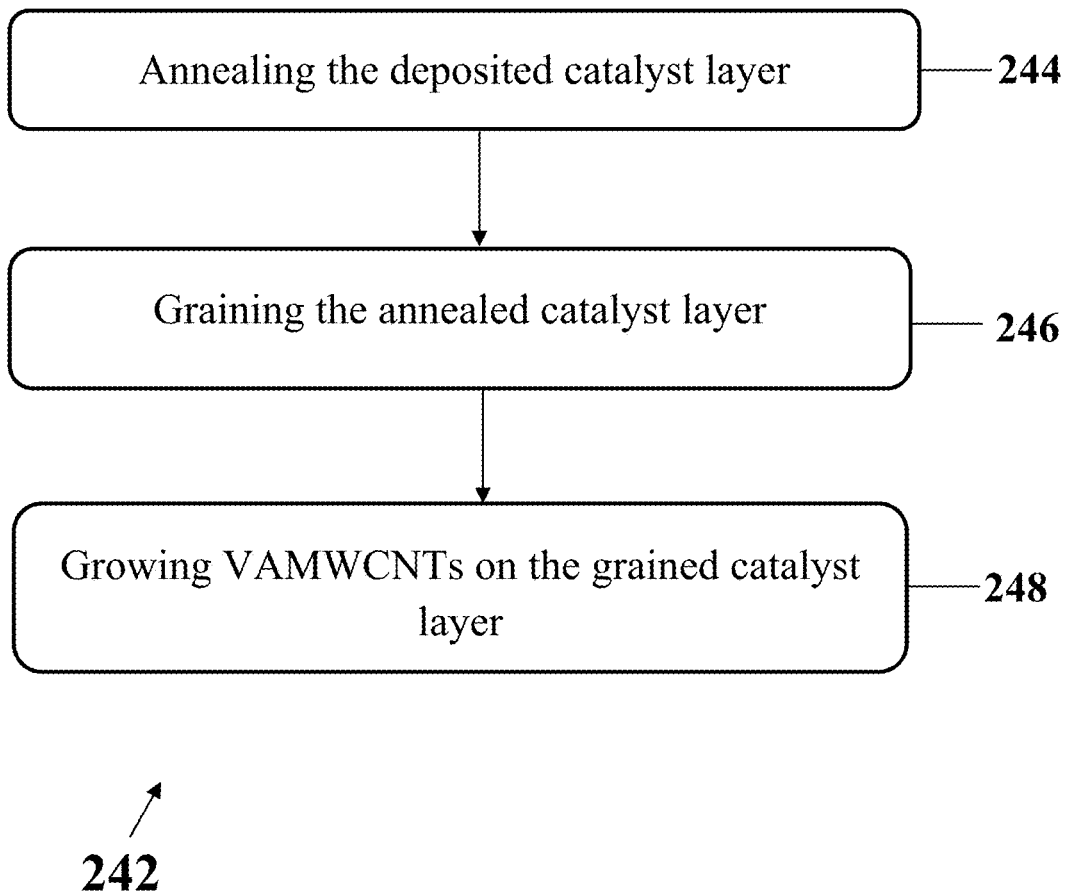 Annealing the deposited catalyst layer
244
Graining the annealed catalyst layer
246
Growing VAMWCNTs on the grained catalyst
layer
248
242